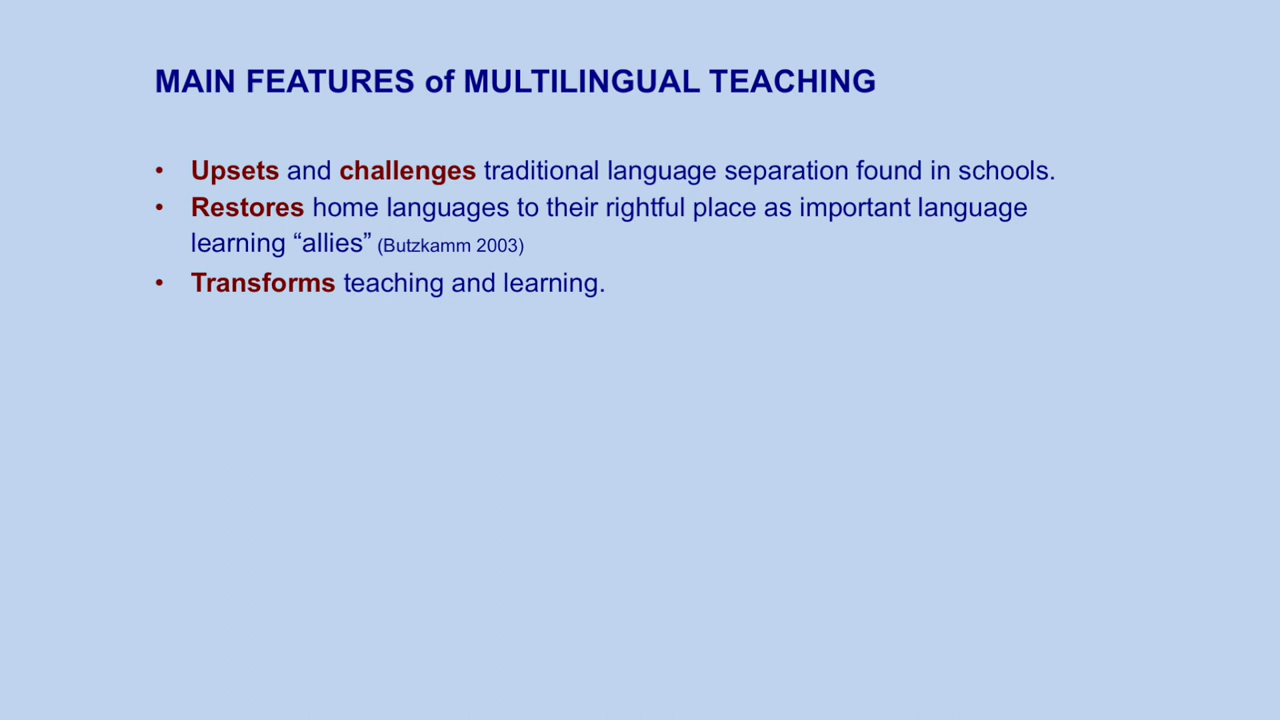 MAIN FEATURES of MULTILINGUAL TEACHING
• Upsets and challenges traditional language separation found in schools.
• Restores home languages to their rightful place as important language
learning “allies” (Butzkamm 2003)
• Transforms teaching and learning.